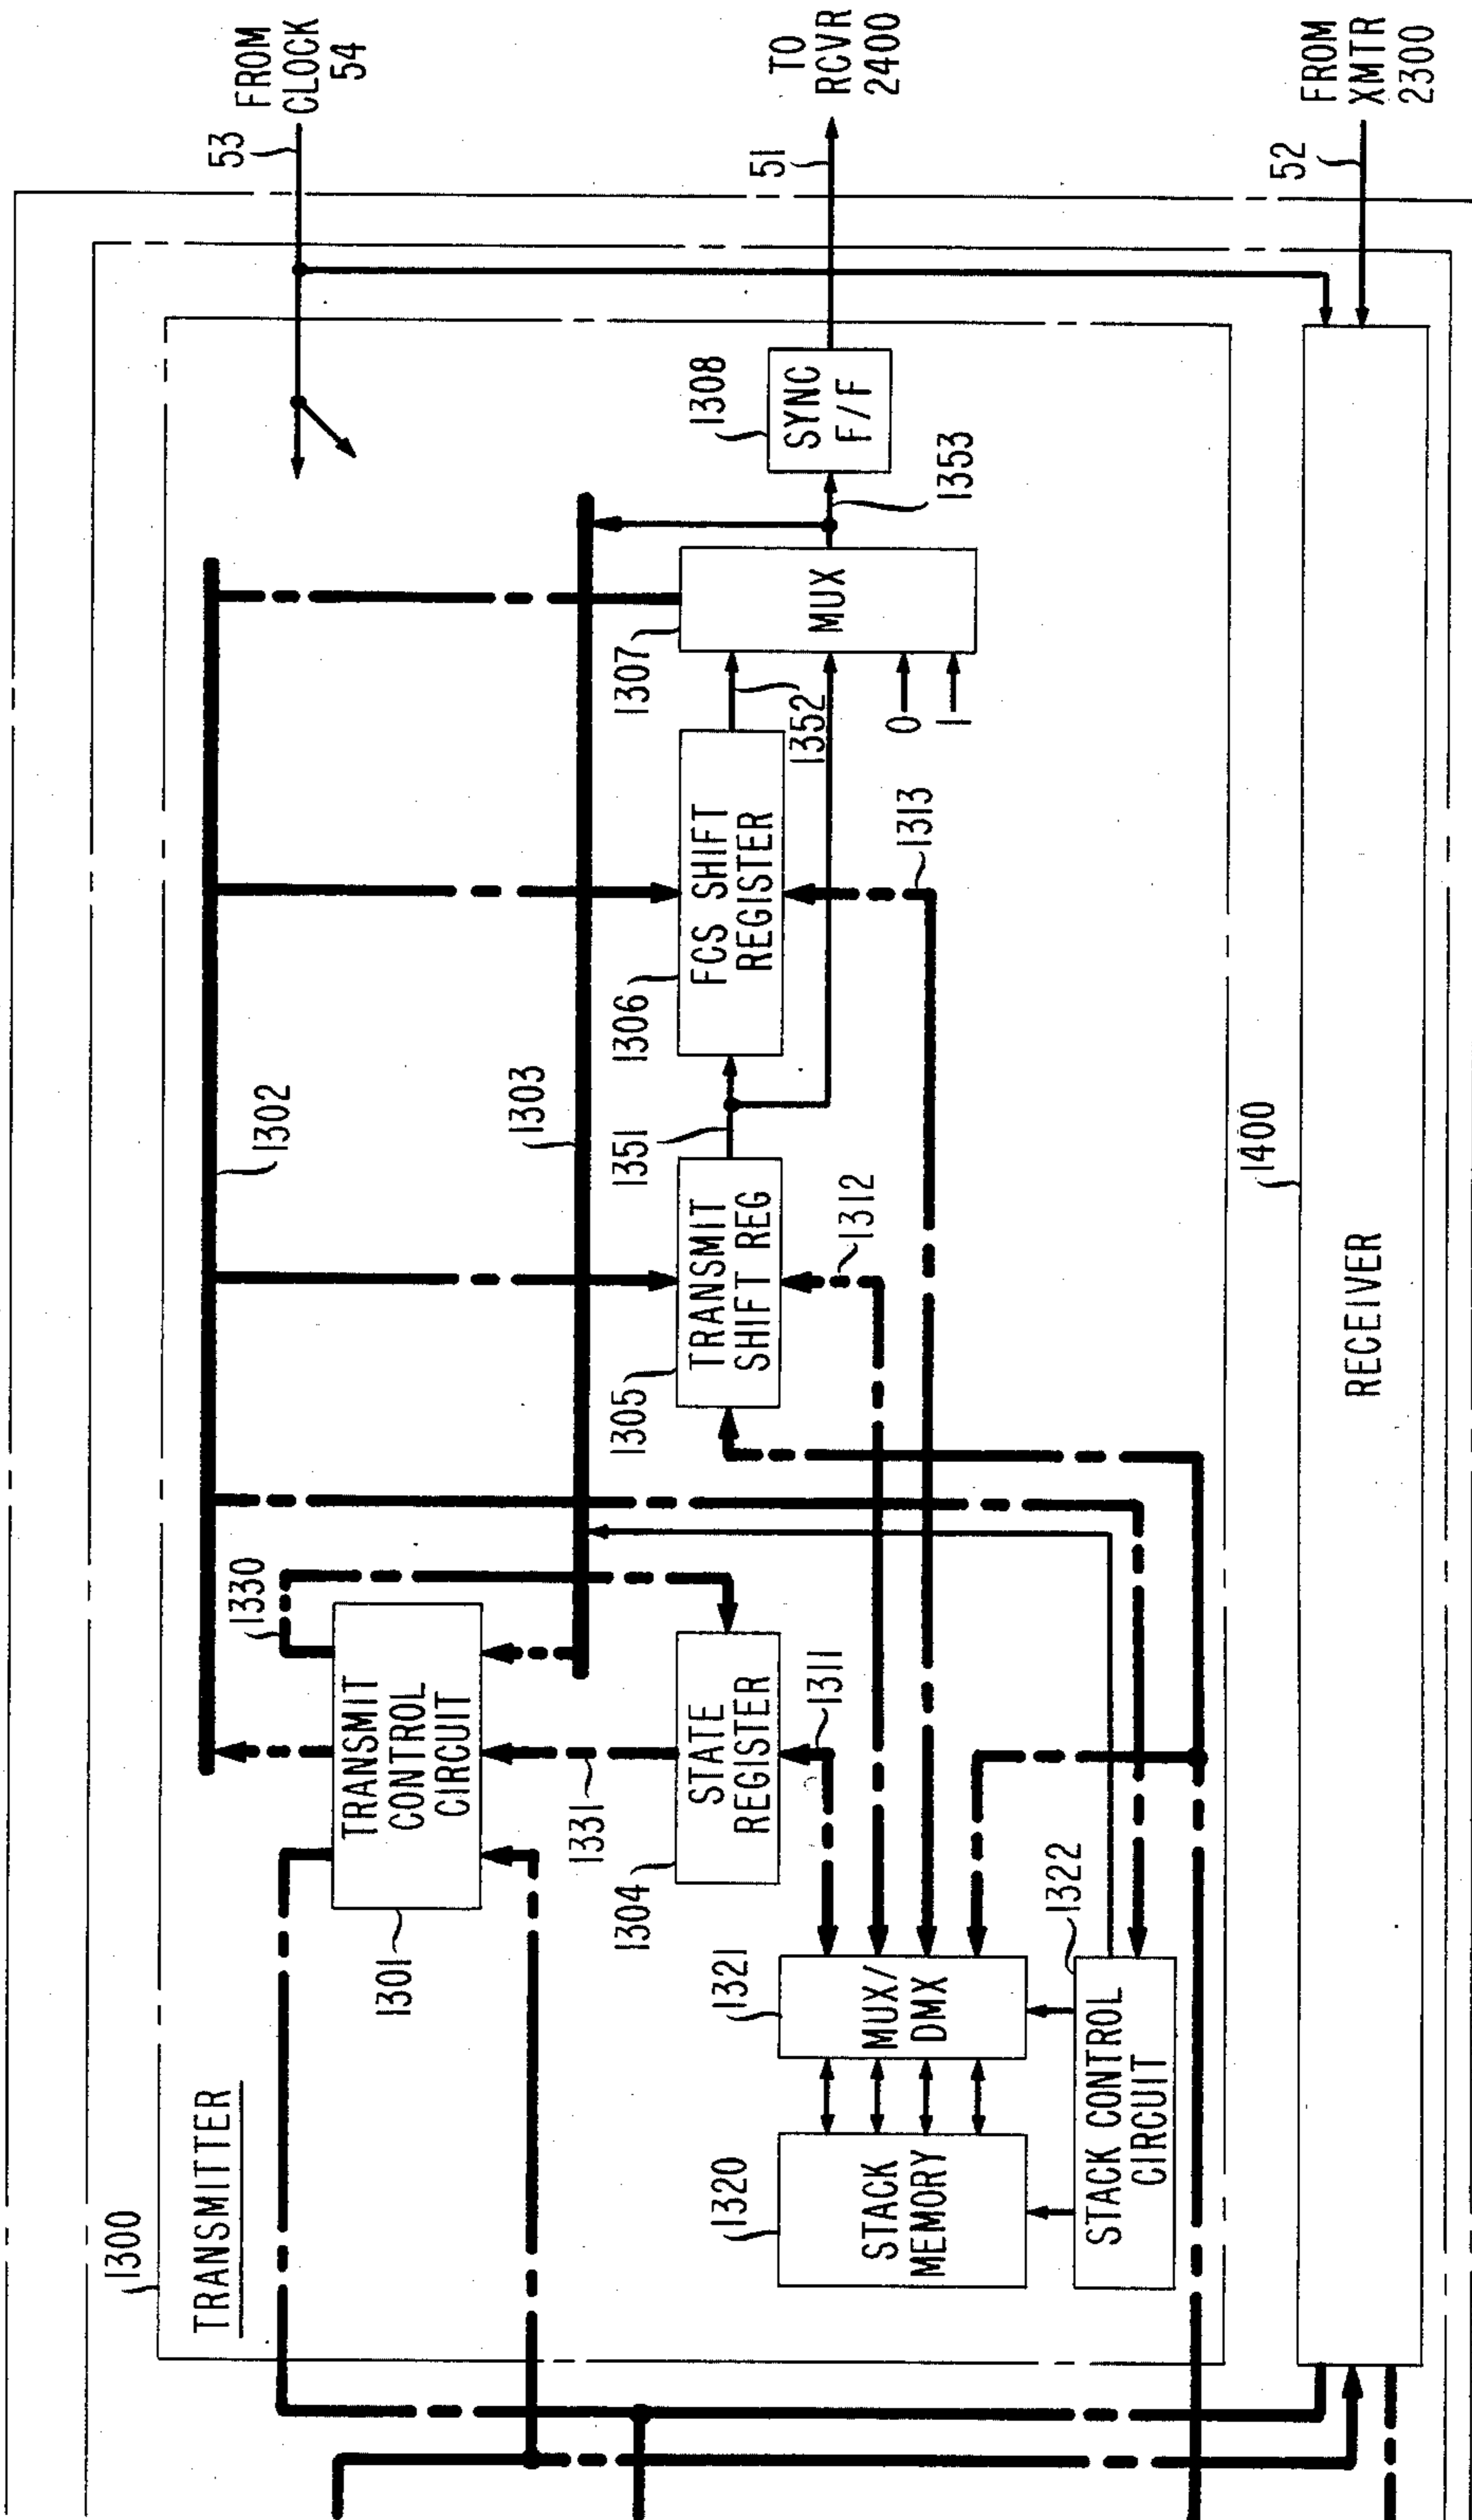 1300
TRANSMITTER
1301
TRANSMIT
CONTROL
CIRCUIT
1330
1302
53
FROM
CLOCK
54
1331
1303
1304
STATE
REGISTER
1311
1305
TRANSMIT
SHIFT REG
1351
1312
1306
FCS SHIFT
REGISTER
1352
1313
1307
MUX
0
1
1308
SYNC
F/F
1353
51
TO
RCVR
2400
1320
STACK
MEMORY
1321
MUX/
DMX
1322
STACK CONTROL
CIRCUIT
1400
RECEIVER
52
FROM
XMTR
2300